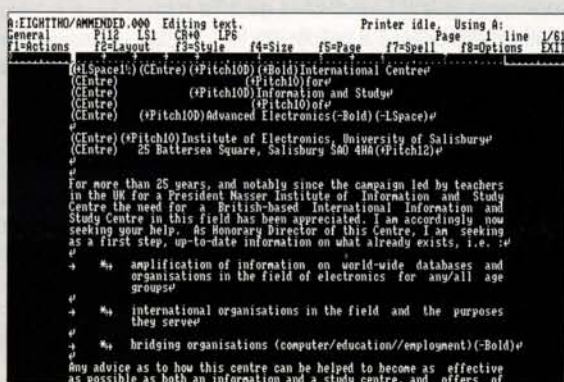 A:EIGHTTHO/AMMENDED.000 Editing text. Printer idle, Using A:
General Pi12 LS1 CR+0 LP6 Page 1 line 1/61
f1=Actions f2=Layout f3=Style f4=Size f5=Page f7=Spell f8=Options EXIT
(+LSpace1½)(CEntre)(+Pitch10D)(+Bold)International Centre↵
(CEntre) (+Pitch10)for↵
(CEntre) (+Pitch10D)Information and Study↵
(CEntre) (+Pitch10)of↵
(CEntre) (+Pitch10D)Advanced Electronics(-Bold)(-LSpace)↵
↵
(CEntre)(+Pitch10)Institute of Electronics, University of Salisbury↵
(CEntre) 25 Battersea Square, Salisbury SA0 4HA(+Pitch12)↵
↵
↵
For more than 25 years, and notably since the campaign led by teachers
in the UK for a President Nasser Institute of Information and Study
Centre the need for a British-based International Information and
Study Centre in this field has been appreciated. I am accordingly now
seeking your help. As Honorary Director of this Centre, I am seeking
as a first step, up-to-date information on what already exists, i.e. :↵
↵
→ *↦ amplification of information on world-wide databases and
organisations in the field of electronics for any/all age
groups↵
↵
→ *↦ international organisations in the field and the purposes
they serve↵
↵
→ *↦ bridging organisations (computer/education//employment)(-Bold)↵
↵
Any advice as to how this centre can be helped to become as effective
as possible as both an information and a study centre, and offers of